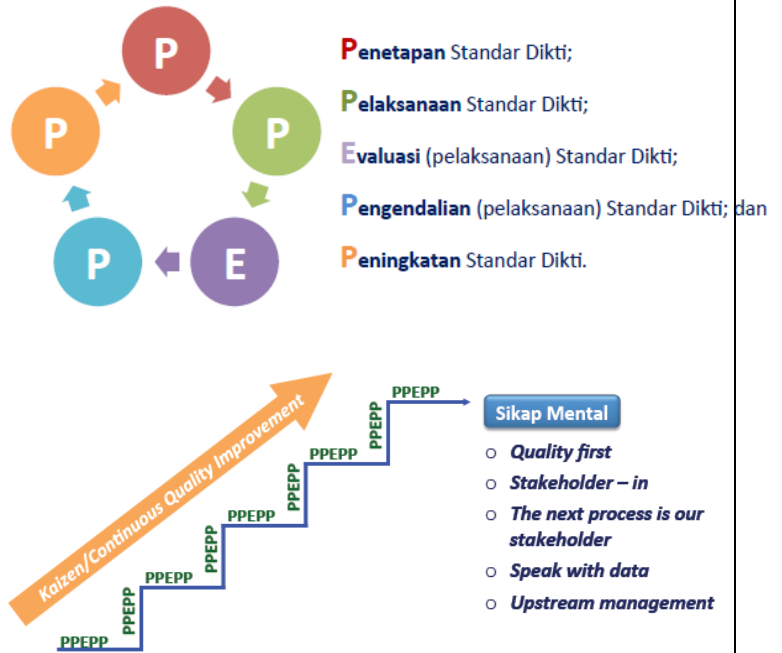 P
P
E
P
P
Penetapan Standar Dikti;
Pelaksanaan Standar Dikti;
Evaluasi (pelaksanaan) Standar Dikti;
Pengendalian (pelaksanaan) Standar Dikti; dan
Peningkatan Standar Dikti.
Kaizen/Continuous Quality Improvement
PPEPP
PPEPP
PPEPP
PPEPP
PPEPP
PPEPP
PPEPP
PPEPP
PPEPP
Sikap Mental
Quality first
Stakeholder – in
The next process is our
stakeholder
Speak with data
Upstream management